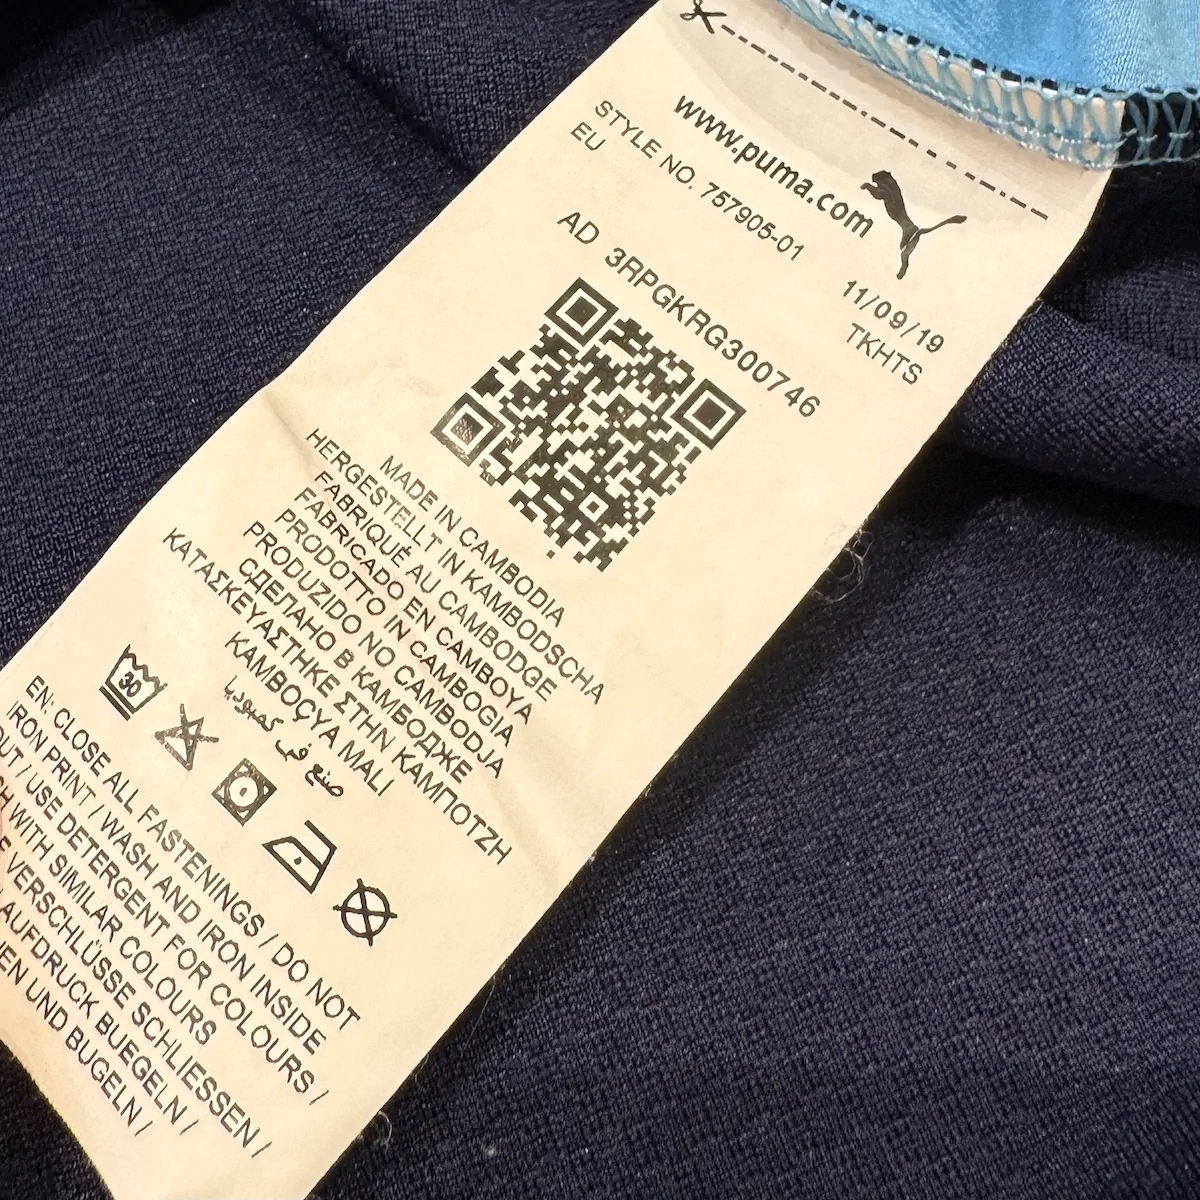 www.puma.com
STYLE NO. 757905-01
11/09/19
EU
TKHTS
AD 3RPGKRG300746
MADE IN CAMBODIA
HERGESTELLT IN KAMBODSCHA
FABRIQUÉ AU CAMBODGE
FABRICADO EN CAMBOYA
PRODOTTO IN CAMBOGIA
PRODUZIDO NO CAMBODJA
СДЕЛАНО В КАМБОДЖЕ
ΚΑΤΑΣΚΕΥΑΣΤΗΚΕ ΣΤΗΝ ΚΑΜΠΟΤΖΗ
KAMBOÇYA MALI
صنع في كمبوديا
30
EN: CLOSE ALL FASTENINGS / DO NOT
IRON PRINT / WASH AND IRON INSIDE
OUT / USE DETERGENT FOR COLOURS /
WITH SIMILAR COLOURS
VERSCHLÜSSE SCHLIESSEN /
AUFDRUCK BUEGELN /
UND BUGELN /